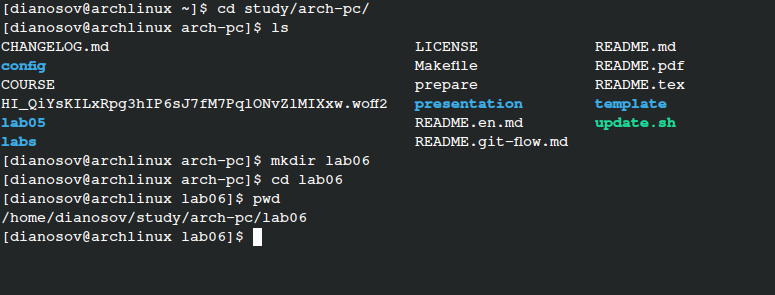 [dianosov@archlinux ~]$ cd study/arch-pc/
[dianosov@archlinux arch-pc]$ ls
CHANGELOG.md LICENSE README.md
config Makefile README.pdf
COURSE prepare README.tex
HI_QiYsKILxRpg3hIP6sJ7fM7PqlONvZlMIXxw.woff2 presentation template
lab05 README.en.md update.sh
labs README.git-flow.md
[dianosov@archlinux arch-pc]$ mkdir lab06
[dianosov@archlinux arch-pc]$ cd lab06
[dianosov@archlinux lab06]$ pwd
/home/dianosov/study/arch-pc/lab06
[dianosov@archlinux lab06]$